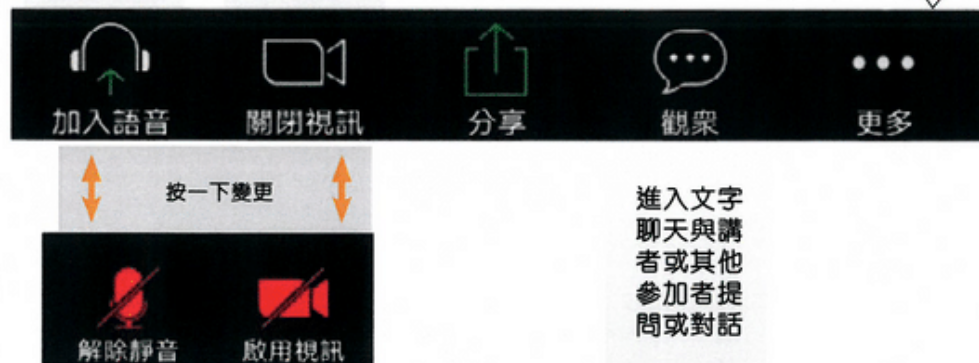 加入語音 關閉視訊 分享 觀眾 更多
按一下變更
進入文字
聊天與講
者或其他
參加者提
問或對話
解除靜音 啟用視訊